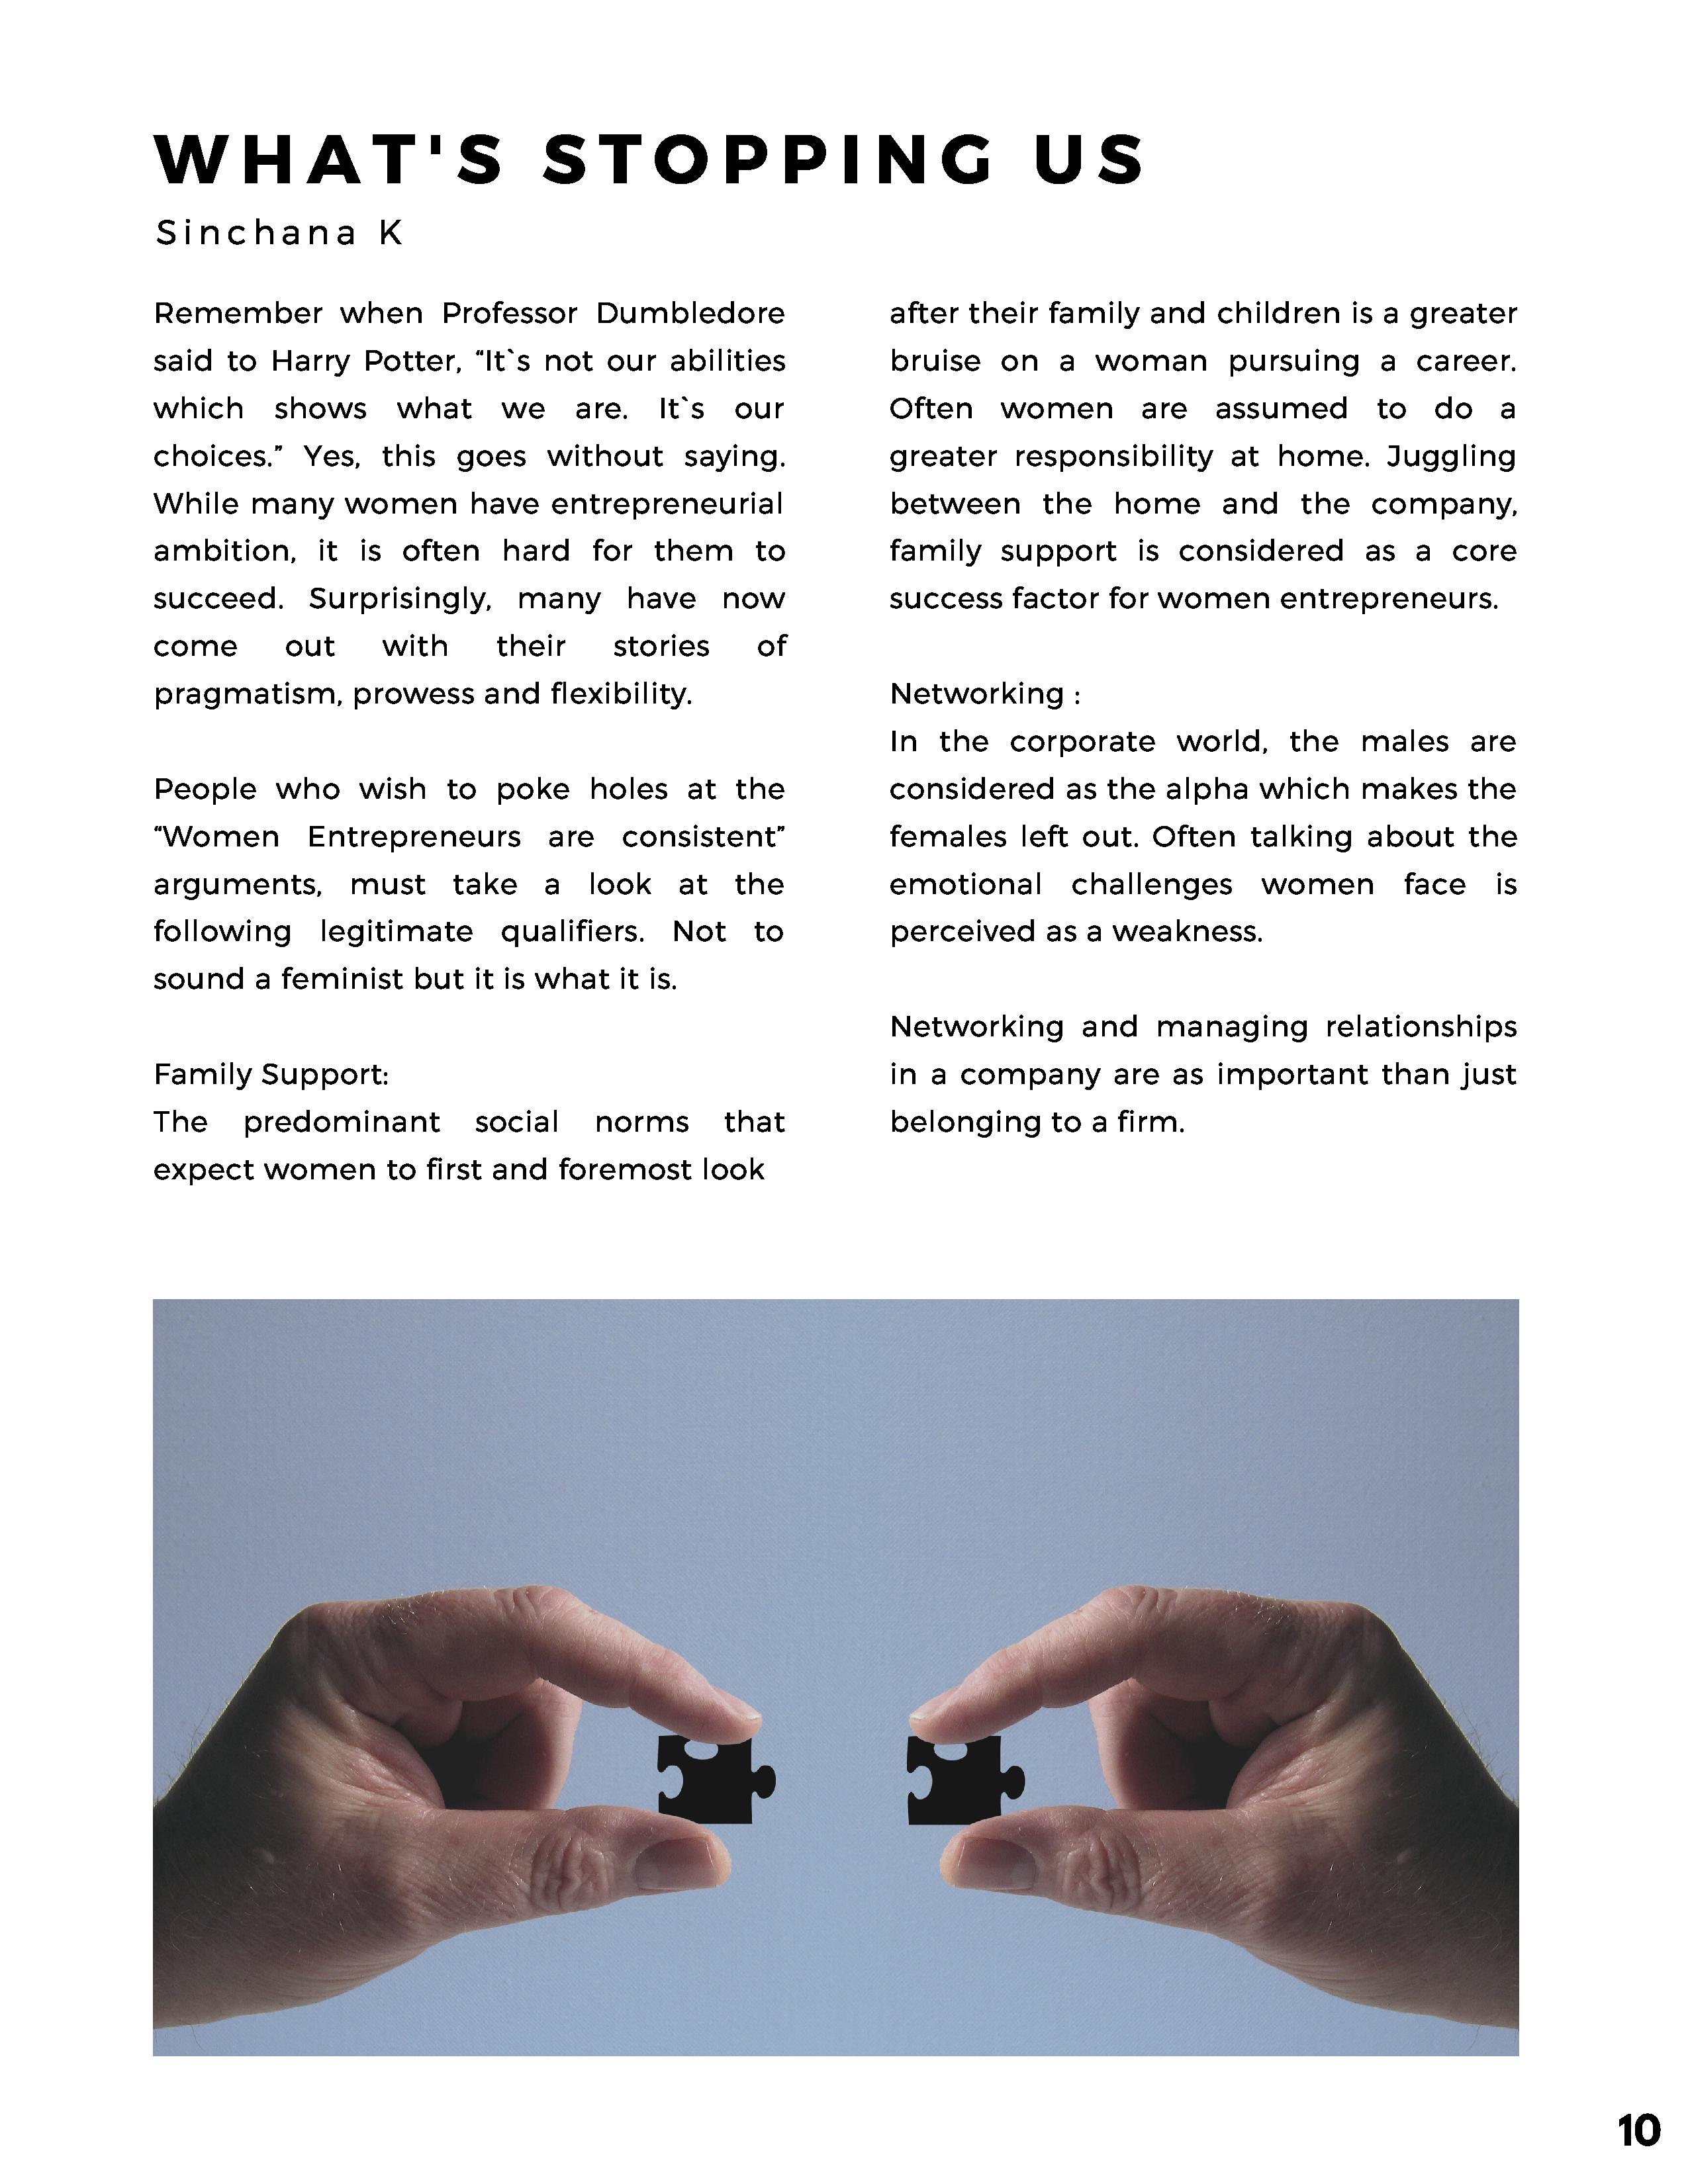 WHAT'S STOPPING US
Sinchana K
Remember when Professor Dumbledore
said to Harry Potter, “It`s not our abilities
which shows what we are. It`s our
choices.” Yes, this goes without saying.
While many women have entrepreneurial
ambition, it is often hard for them to
succeed. Surprisingly, many have now
come out with their stories of
pragmatism, prowess and flexibility.
People who wish to poke holes at the
“Women Entrepreneurs are consistent”
arguments, must take a look at the
following legitimate qualifiers. Not to
sound a feminist but it is what it is.
Family Support:
The predominant social norms that
expect women to first and foremost look
after their family and children is a greater
bruise on a woman pursuing a career.
Often women are assumed to do a
greater responsibility at home. Juggling
between the home and the company,
family support is considered as a core
success factor for women entrepreneurs.
Networking :
In the corporate world, the males are
considered as the alpha which makes the
females left out. Often talking about the
emotional challenges women face is
perceived as a weakness.
Networking and managing relationships
in a company are as important than just
belonging to a firm.
10